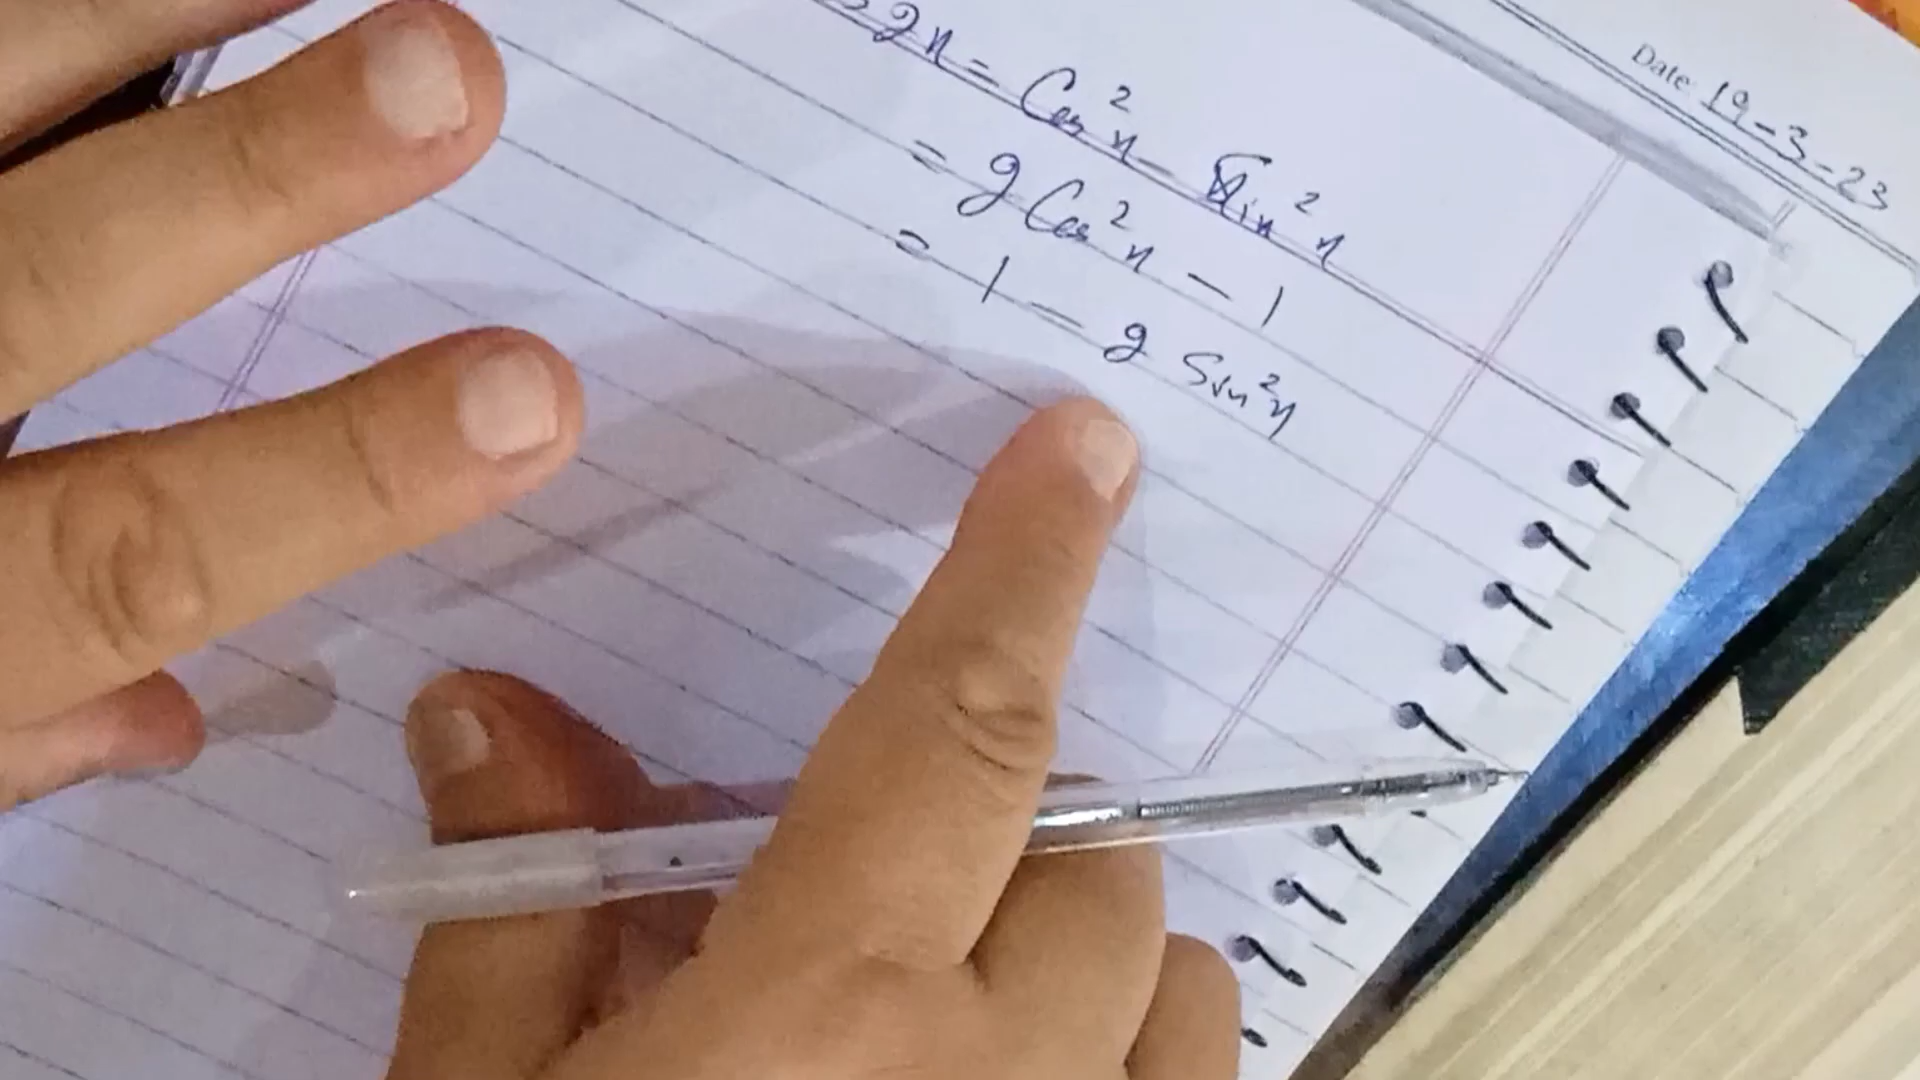 Date 19-3-23
2x = Cos²x - Sin²x
= 2 Cos²x - 1
= 1 - 2 Sin²x